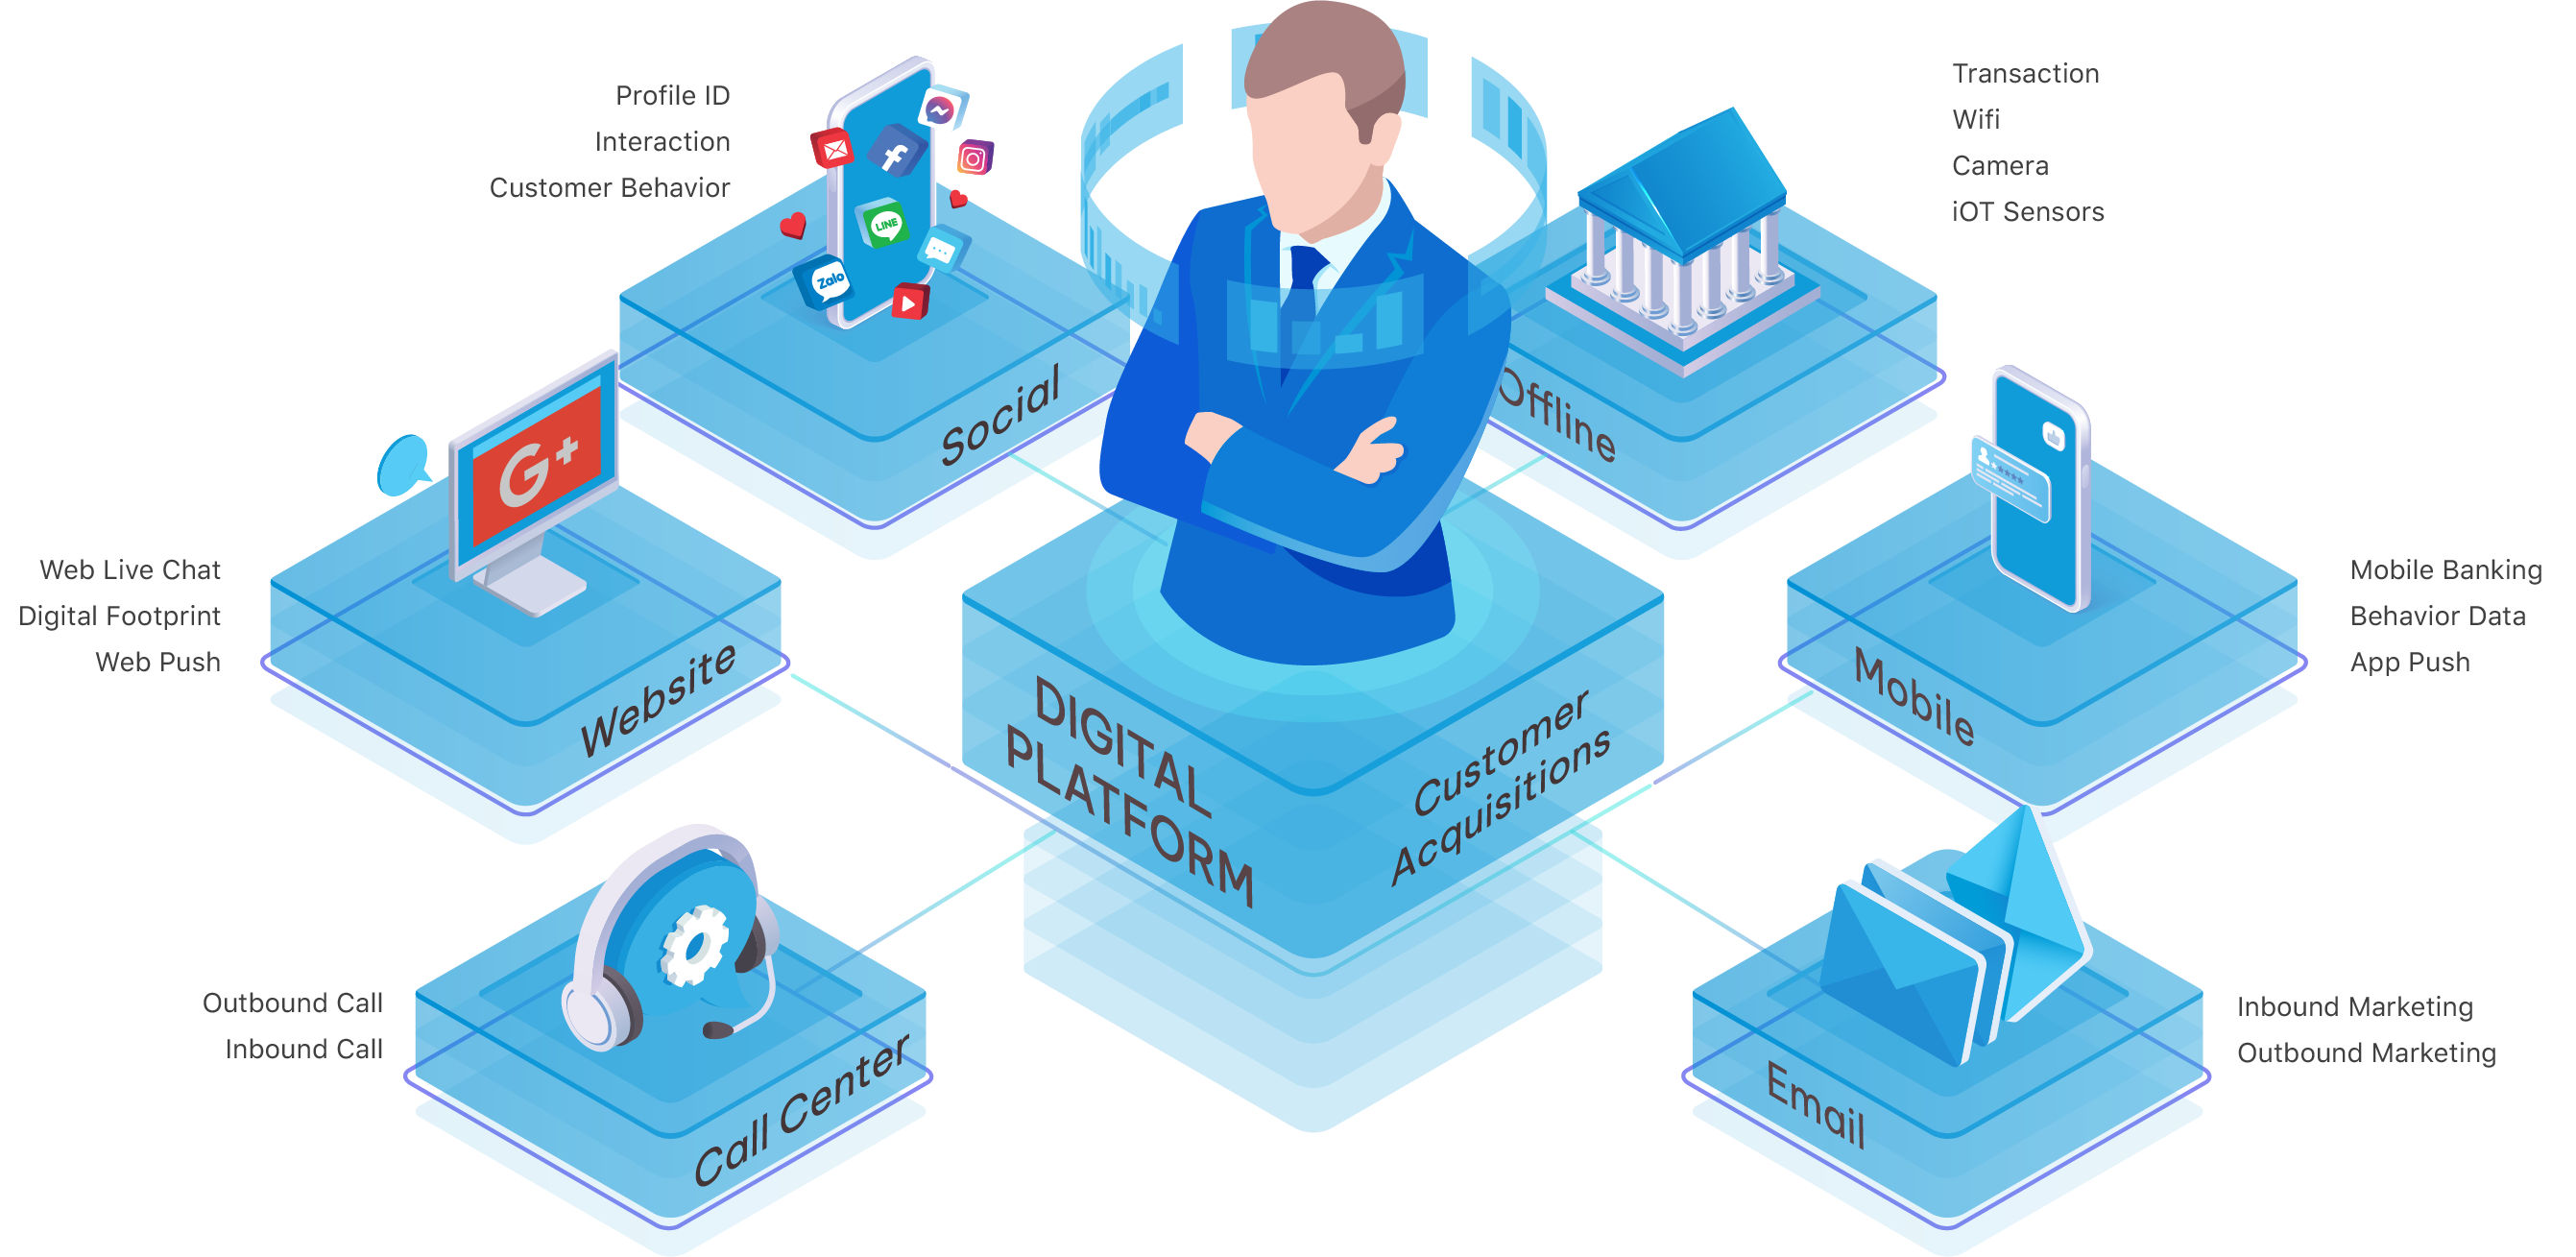 Profile ID
Interaction
Customer Behavior
Transaction
Wifi
Camera
iOT Sensors
LINE
Zalo
Social
Offline
G+
Web Live Chat
Digital Footprint
Web Push
Website
Mobile Banking
Behavior Data
App Push
Mobile
DIGITAL
PLATFORM
Customer
Acquisitions
Outbound Call
Inbound Call
Call Center
Inbound Marketing
Outbound Marketing
Email